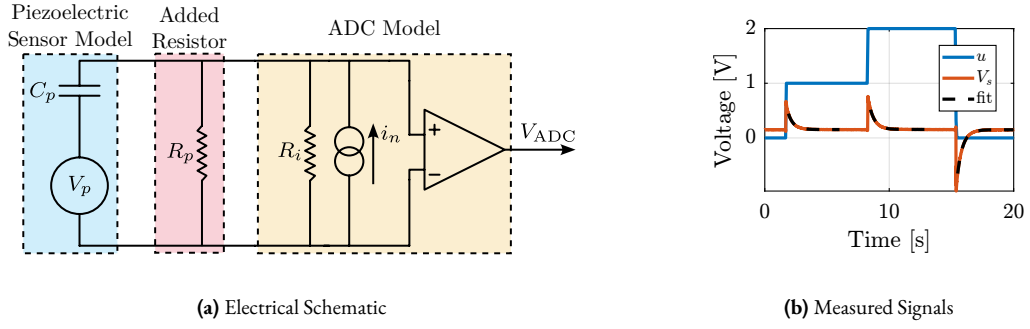 Piezoelectric
Sensor Model
Added
Resistor
ADC Model
C_p
V_p
R_p
R_i
i_n
+
−
V_ADC
(a) Electrical Schematic
Voltage [V]
2
1
0
u
V_s
fit
0
10
20
Time [s]
(b) Measured Signals